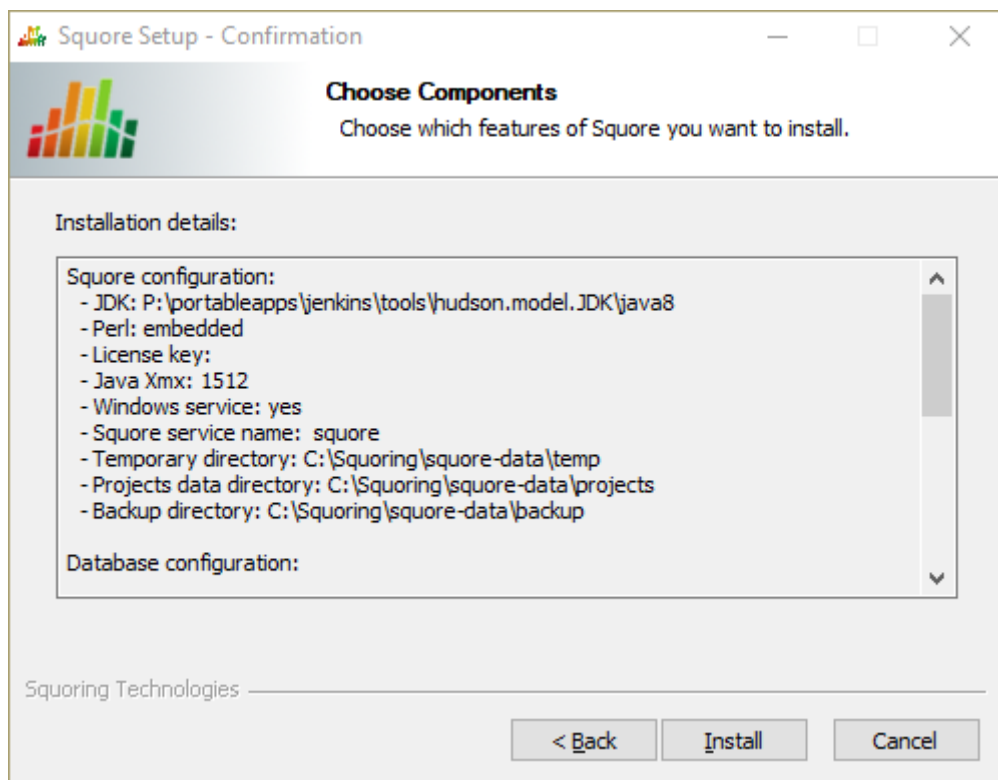 Squore Setup - Confirmation
Choose Components
Choose which features of Squore you want to install.
Installation details:
Squore configuration:
- JDK: P:\portableapps\jenkins\tools\hudson.model.JDK\java8
- Perl: embedded
- License key:
- Java Xmx: 1512
- Windows service: yes
- Squore service name:  squore
- Temporary directory: C:\Squoring\squore-data\temp
- Projects data directory: C:\Squoring\squore-data\projects
- Backup directory: C:\Squoring\squore-data\backup
Database configuration:
Squoring Technologies
< Back Install Cancel